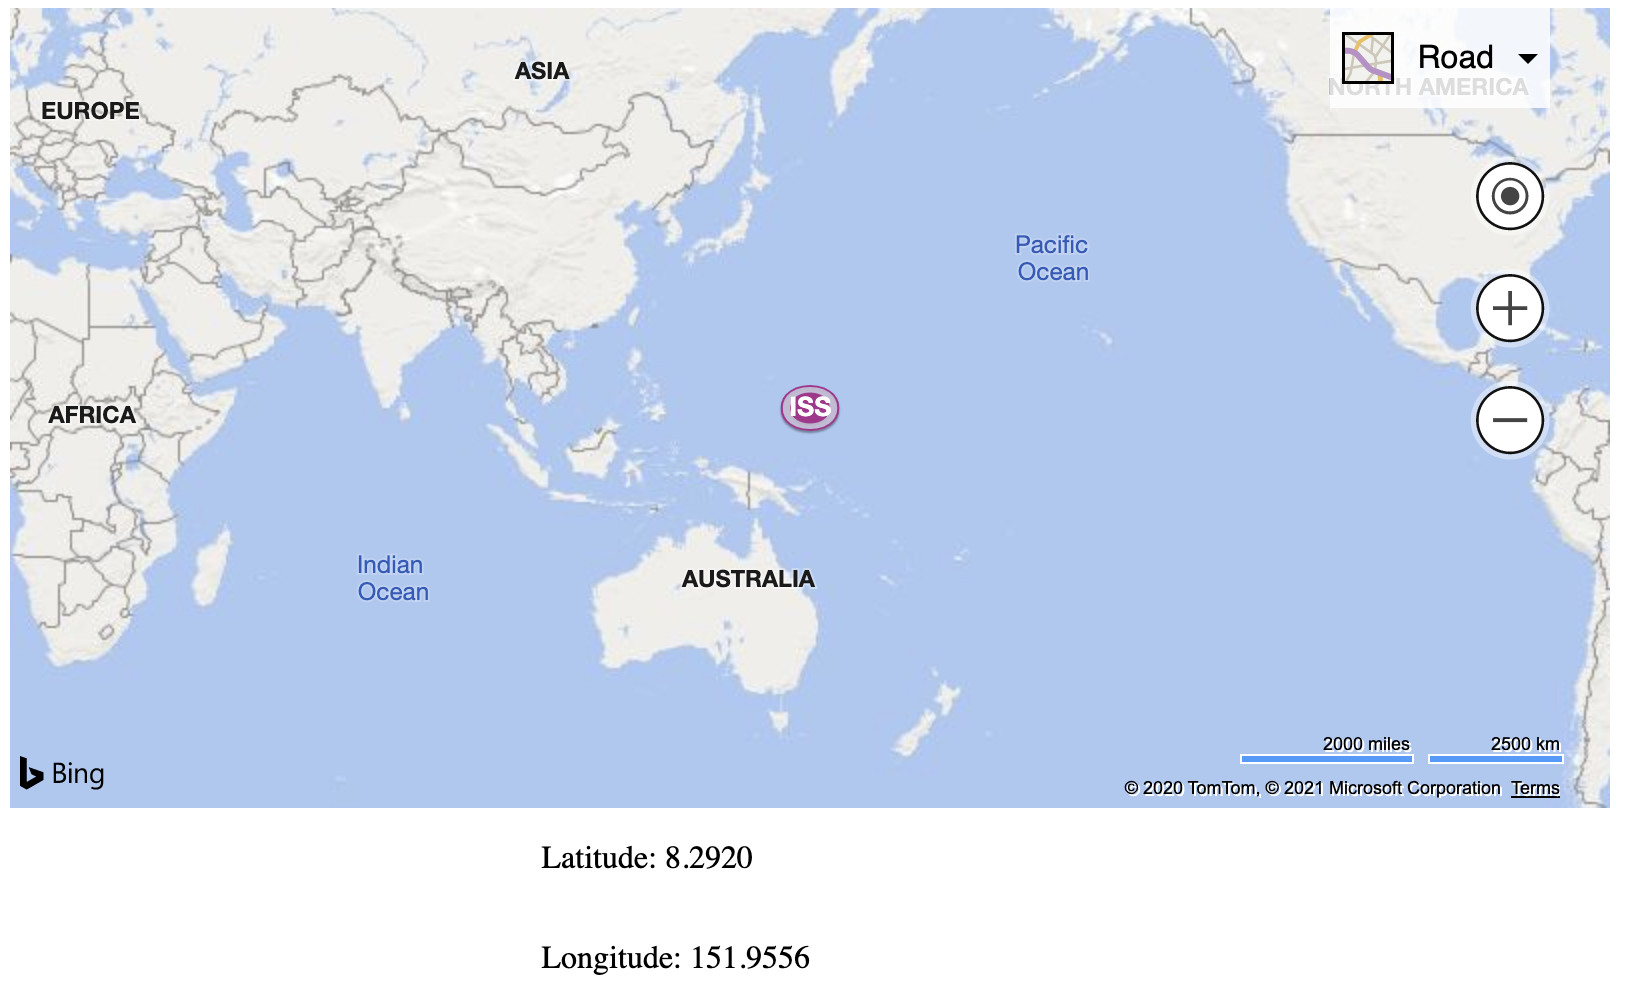 ASIA
Road
NORTH AMERICA
EUROPE
Pacific
Ocean
ISS
AFRICA
Indian
Ocean
AUSTRALIA
2000 miles
2500 km
Bing
© 2020 TomTom, © 2021 Microsoft Corporation Terms
Latitude: 8.2920
Longitude: 151.9556